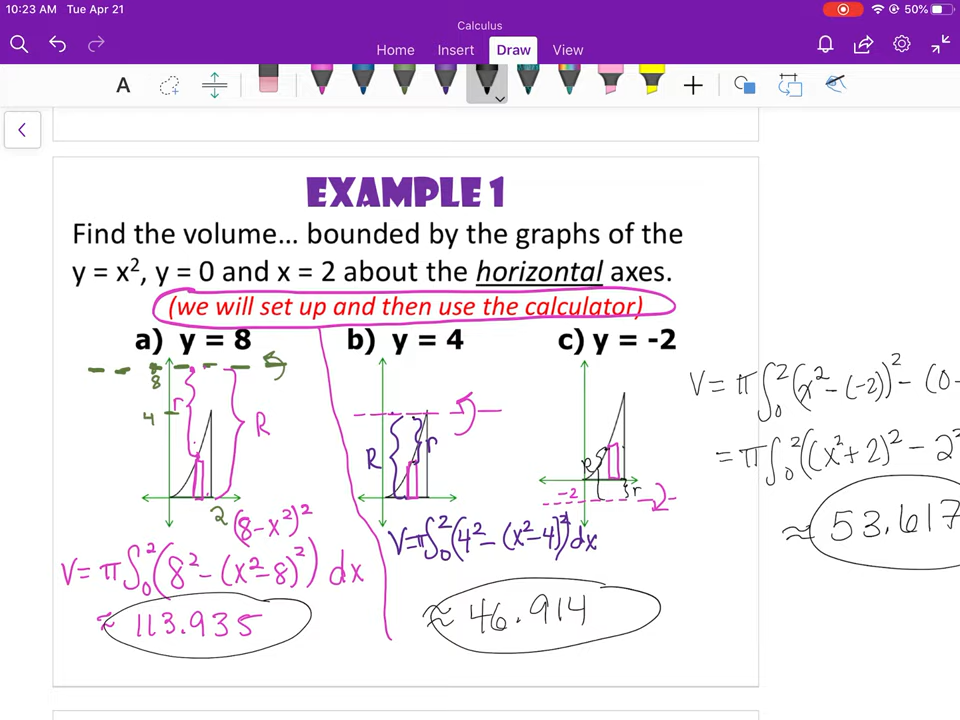 10:23 AM Tue Apr 21
50%
Calculus
Home Insert Draw View
A
EXAMPLE 1
Find the volume... bounded by the graphs of the
y = x², y = 0 and x = 2 about the horizontal axes.
(we will set up and then use the calculator)
a) y = 8 b) y = 4 c) y = -2
8
4
r
R
2
R
r
R
-2
r
(8-x²)²
V = π∫₀²(8² - (x²-8)²) dx
≈ 113.935
V=π∫₀²(4² - (x²-4)²)dx
≈ 46.914
V = π∫₀²(x² - (-2))² - (0-
= π∫₀²((x²+2)² - 2²
≈ 53.617